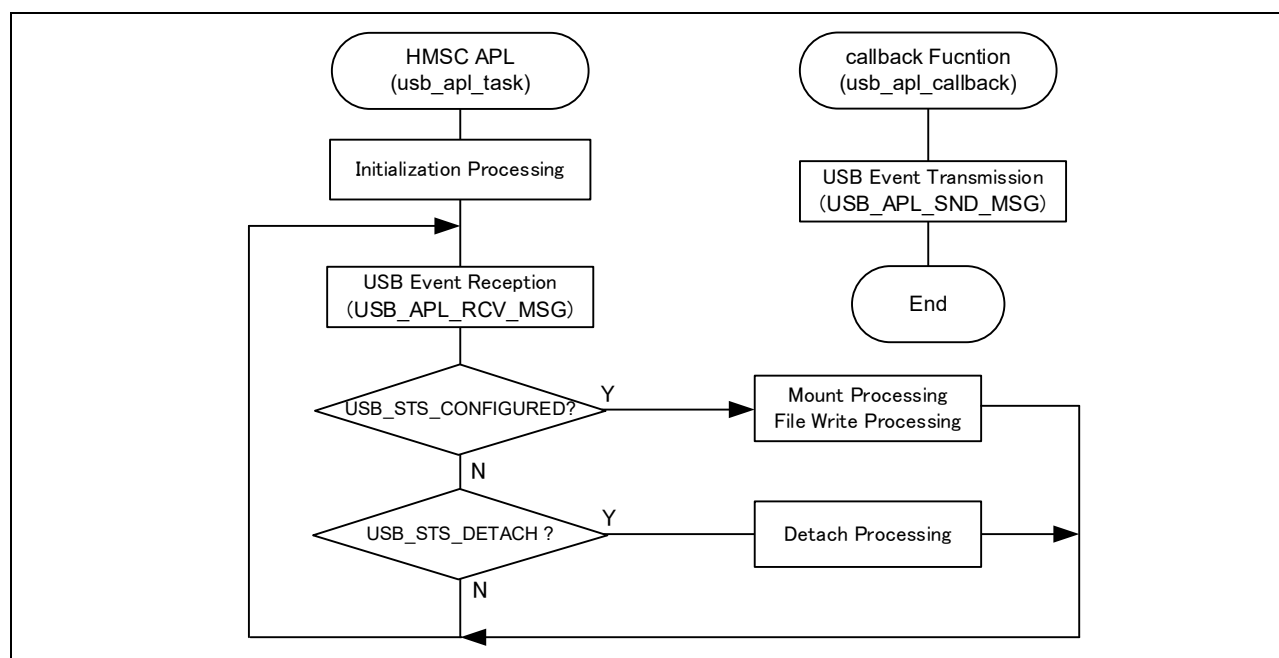 HMSC APL
(usb_apl_task)
Initialization Processing
USB Event Reception
(USB_APL_RCV_MSG)
USB_STS_CONFIGURED?
Y
Mount Processing
File Write Processing
N
USB_STS_DETACH ?
Y
Detach Processing
N
callback Fucntion
(usb_apl_callback)
USB Event Transmission
(USB_APL_SND_MSG)
End